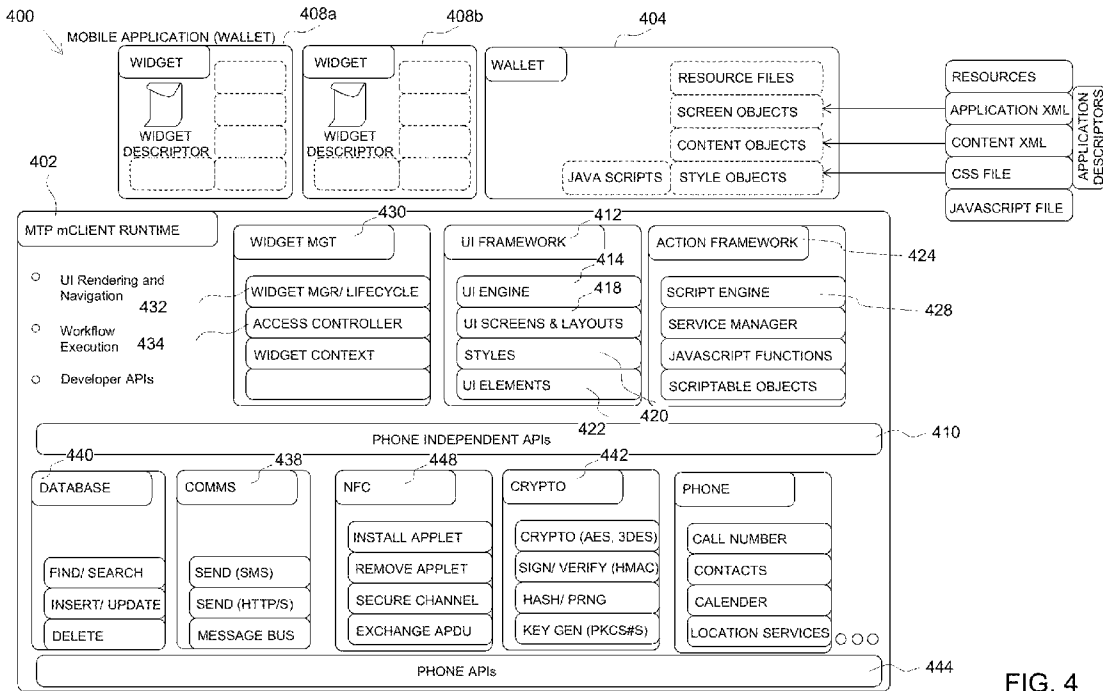 400
408a
408b
404
MOBILE APPLICATION (WALLET)
WIDGET
WIDGET
DESCRIPTOR
WIDGET
WIDGET
DESCRIPTOR
WALLET
RESOURCE FILES
SCREEN OBJECTS
CONTENT OBJECTS
JAVA SCRIPTS
STYLE OBJECTS
RESOURCES
APPLICATION XML
CONTENT XML
CSS FILE
JAVASCRIPT FILE
APPLICATION
DESCRIPTORS
402
MTP mCLIENT RUNTIME
UI Rendering and
Navigation
Workflow
Execution
Developer APIs
430
WIDGET MGT
432
WIDGET MGR/ LIFECYCLE
434
ACCESS CONTROLLER
WIDGET CONTEXT
412
UI FRAMEWORK
414
UI ENGINE
418
UI SCREENS & LAYOUTS
STYLES
UI ELEMENTS
420
422
ACTION FRAMEWORK
424
SCRIPT ENGINE
428
SERVICE MANAGER
JAVASCRIPT FUNCTIONS
SCRIPTABLE OBJECTS
PHONE INDEPENDENT APIs
410
440
DATABASE
FIND/ SEARCH
INSERT/ UPDATE
DELETE
438
COMMS
SEND (SMS)
SEND (HTTP/S)
MESSAGE BUS
448
NFC
INSTALL APPLET
REMOVE APPLET
SECURE CHANNEL
EXCHANGE APDU
442
CRYPTO
CRYPTO (AES, 3DES)
SIGN/ VERIFY (HMAC)
HASH/ PRNG
KEY GEN (PKCS#S)
PHONE
CALL NUMBER
CONTACTS
CALENDER
LOCATION SERVICES
PHONE APIs
444
FIG. 4